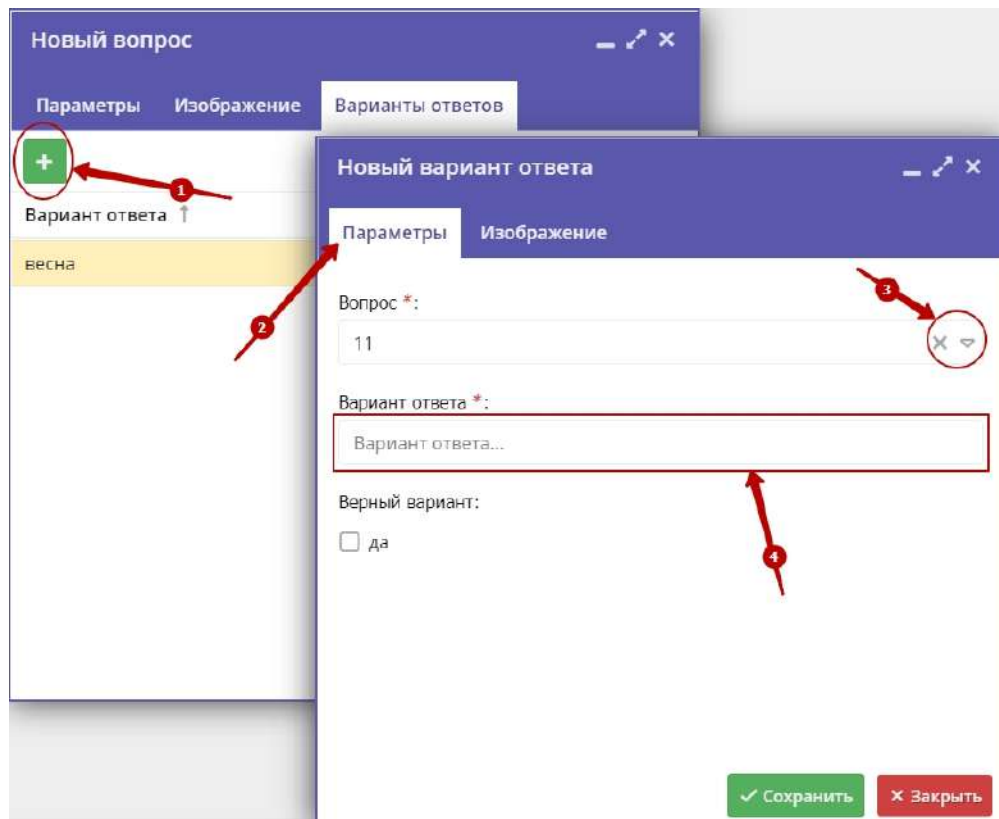 Новый вопрос
Параметры Изображение Варианты ответов
1
Вариант ответа
весна
Новый вариант ответа
Параметры Изображение
2
3
Вопрос *:
11
Вариант ответа *:
Вариант ответа...
Верный вариант:
да
4
Сохранить Закрыть